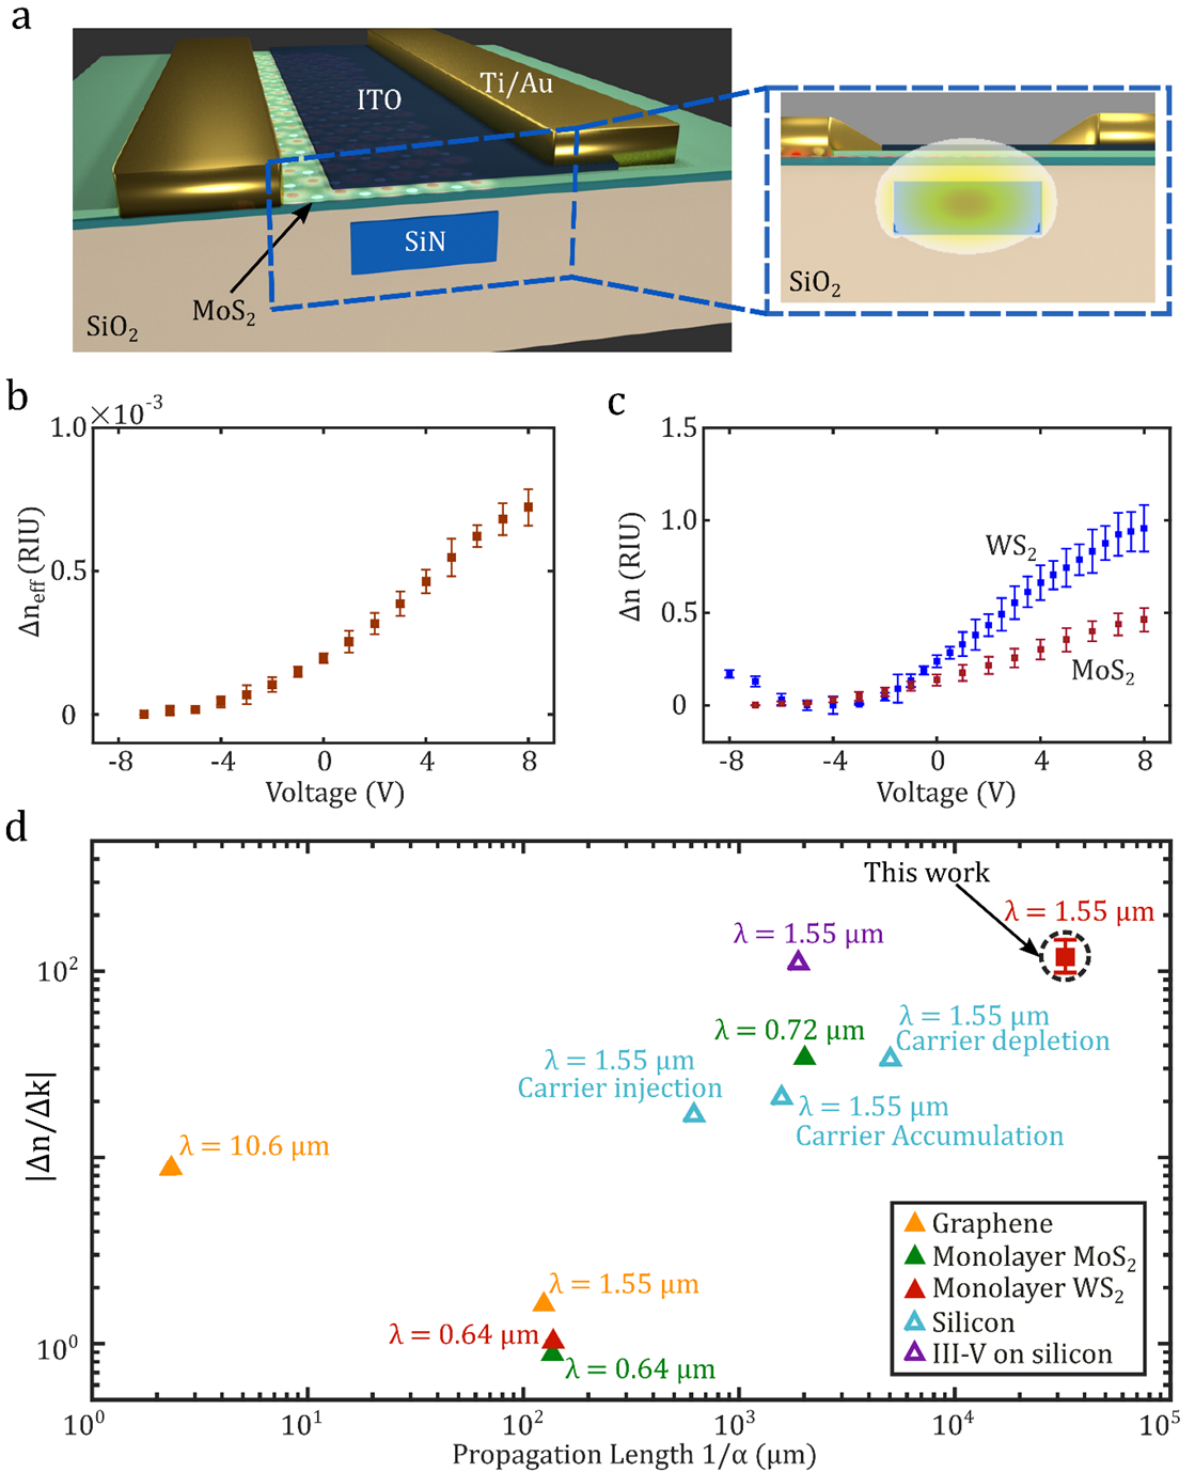 a
ITO
Ti/Au
SiN
MoS₂
SiO₂
SiO₂
b
1.0 ×10⁻³
0.5
0
Δn_eff (RIU)
-8 -4 0 4 8
Voltage (V)
c
1.5
1.0
0.5
0
Δn (RIU)
WS₂
MoS₂
-8 -4 0 4 8
Voltage (V)
d
This work
λ = 1.55 μm
λ = 1.55 μm
λ = 0.72 μm
λ = 1.55 μm
Carrier depletion
λ = 1.55 μm
Carrier injection
λ = 1.55 μm
Carrier Accumulation
λ = 10.6 μm
λ = 1.55 μm
λ = 0.64 μm
λ = 0.64 μm
10²
10⁰
|Δn/Δk|
Graphene
Monolayer MoS₂
Monolayer WS₂
Silicon
III-V on silicon
10⁰ 10¹ 10² 10³ 10⁴ 10⁵
Propagation Length 1/α (μm)